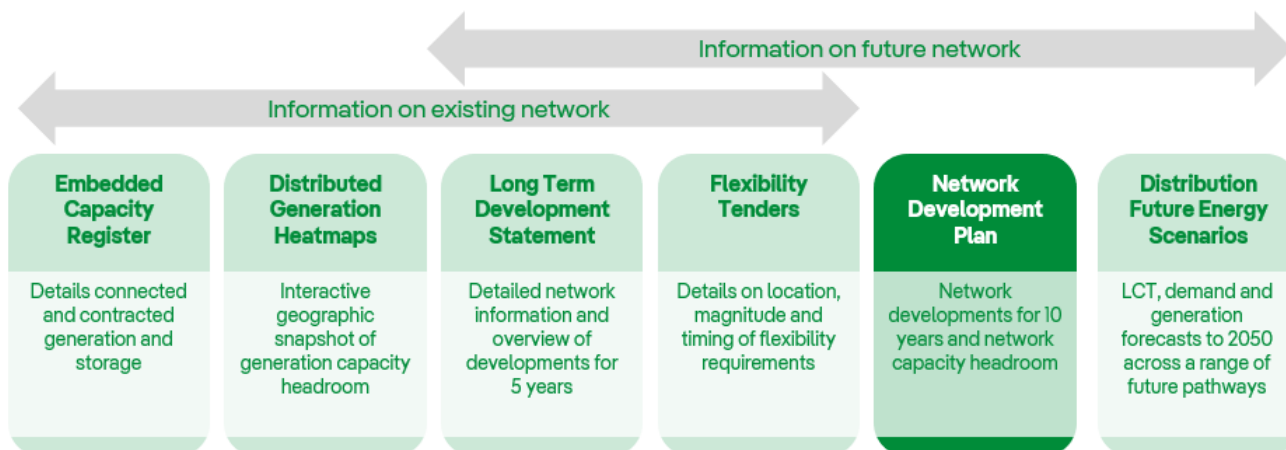 Information on future network
Information on existing network
Embedded
Capacity
Register
Details connected
and contracted
generation and
storage
Distributed
Generation
Heatmaps
Interactive
geographic
snapshot of
generation capacity
headroom
Long Term
Development
Statement
Detailed network
information and
overview of
developments for
5 years
Flexibility
Tenders
Details on location,
magnitude and
timing of flexibility
requirements
Network
Development
Plan
Network
developments for 10
years and network
capacity headroom
Distribution
Future Energy
Scenarios
LCT, demand and
generation
forecasts to 2050
across a range of
future pathways